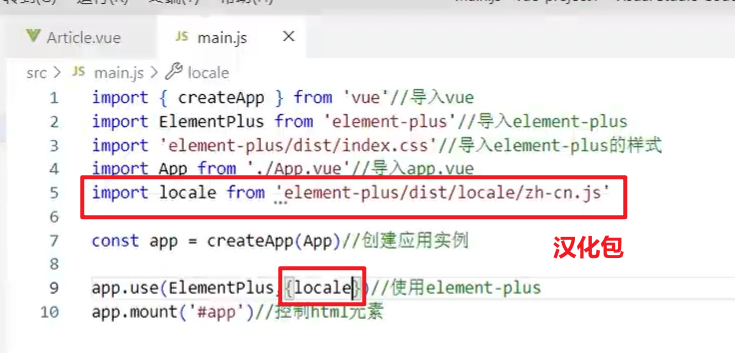 Article.vue
JS main.js ×
src > JS main.js > locale
1 import { createApp } from 'vue'//导入vue
2 import ElementPlus from 'element-plus'//导入element-plus
3 import 'element-plus/dist/index.css'//导入element-plus的样式
4 import App from './App.vue'//导入app.vue
5 import locale from 'element-plus/dist/locale/zh-cn.js'
6
7 const app = createApp(App)//创建应用实例
汉化包
8
9 app.use(ElementPlus,{locale})//使用element-plus
10 app.mount('#app')//控制html元素